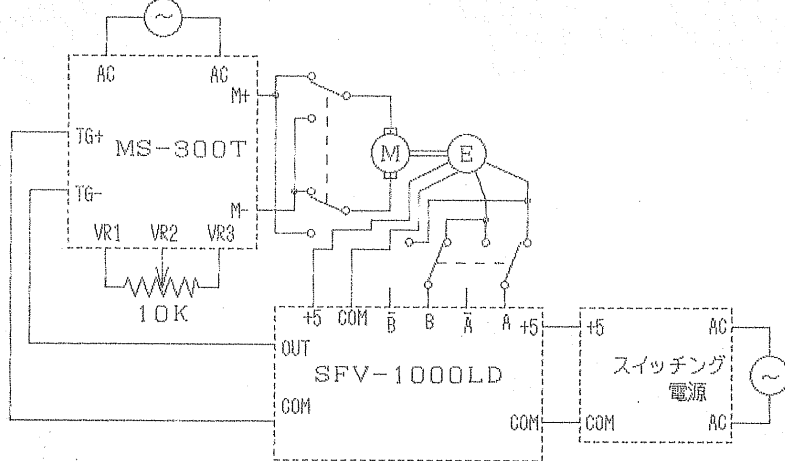 AC AC
M+
TG+
MS-300T
TG-
M-
VR1 VR2 VR3
10K
M
E
+5 COM B̅ B A̅ A +5
OUT
SFV-1000LD
COM
COM
+5 AC
スイッチング
電源
COM AC